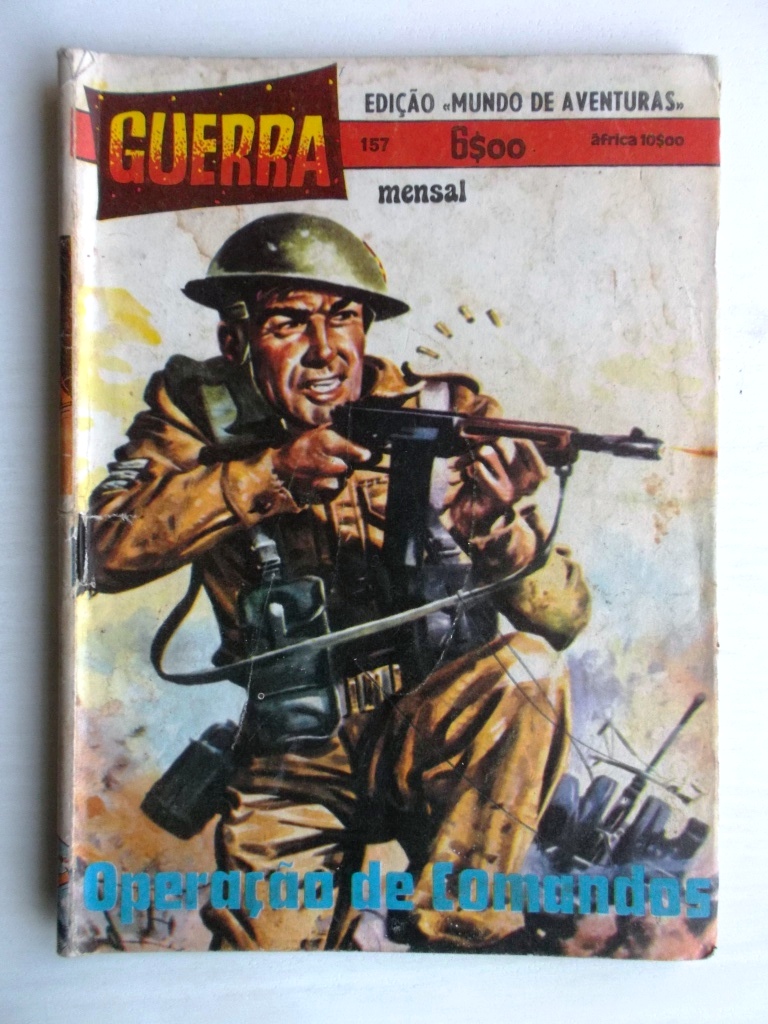 EDIÇÃO «MUNDO DE AVENTURAS»
GUERRA
157 6$00 áfrica 10$00
mensal
Operação de Comandos